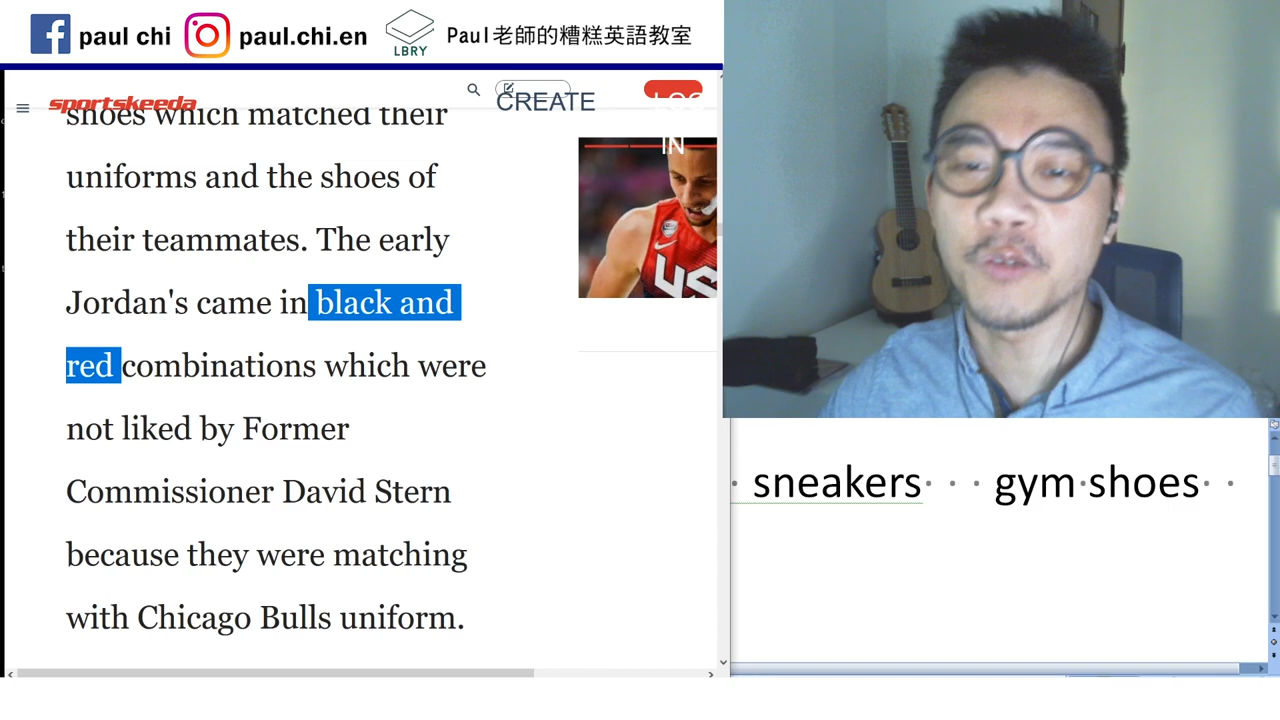 paul chi paul.chi.en LBRY Paul老師的糟糕英語教室
sportskeeda CREATE LOG IN
shoes which matched their
uniforms and the shoes of
their teammates. The early
Jordan's came in black and
red combinations which were
not liked by Former
Commissioner David Stern
because they were matching
with Chicago Bulls uniform.
US
sneakers gym shoes